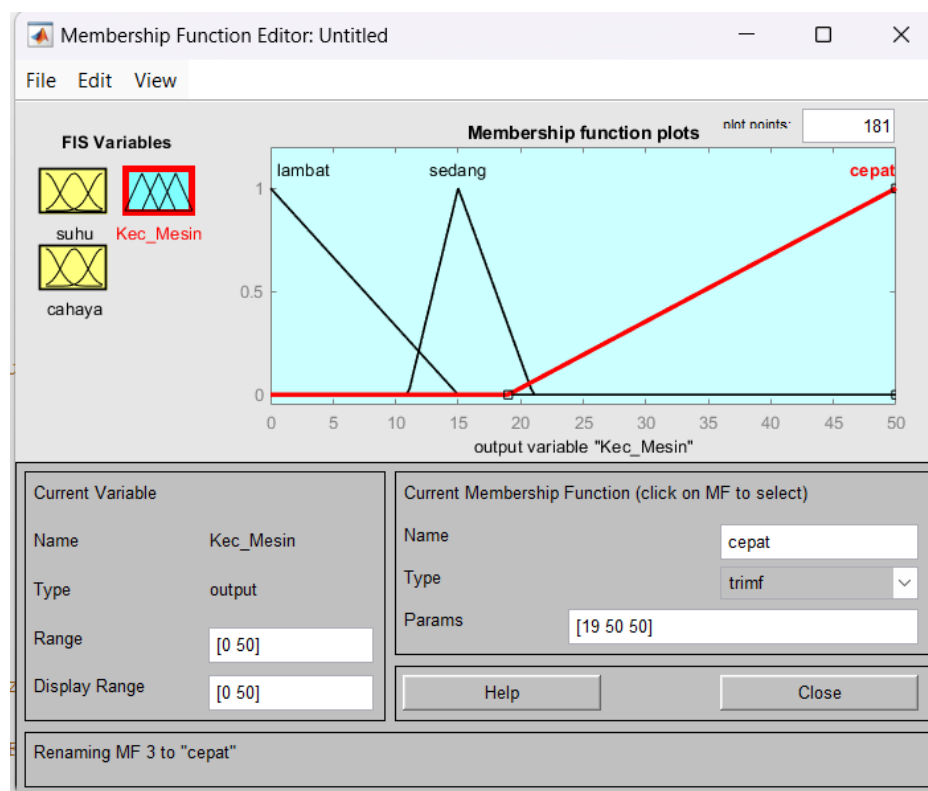 Membership Function Editor: Untitled
File Edit View
FIS Variables
suhu
Kec_Mesin
cahaya
Membership function plots
plot points:
181
lambat
sedang
cepat
1
0.5
0
0 5 10 15 20 25 30 35 40 45 50
output variable "Kec_Mesin"
Current Variable
Name Kec_Mesin
Type output
Range [0 50]
Display Range [0 50]
Current Membership Function (click on MF to select)
Name cepat
Type trimf
Params [19 50 50]
Help Close
Renaming MF 3 to "cepat"